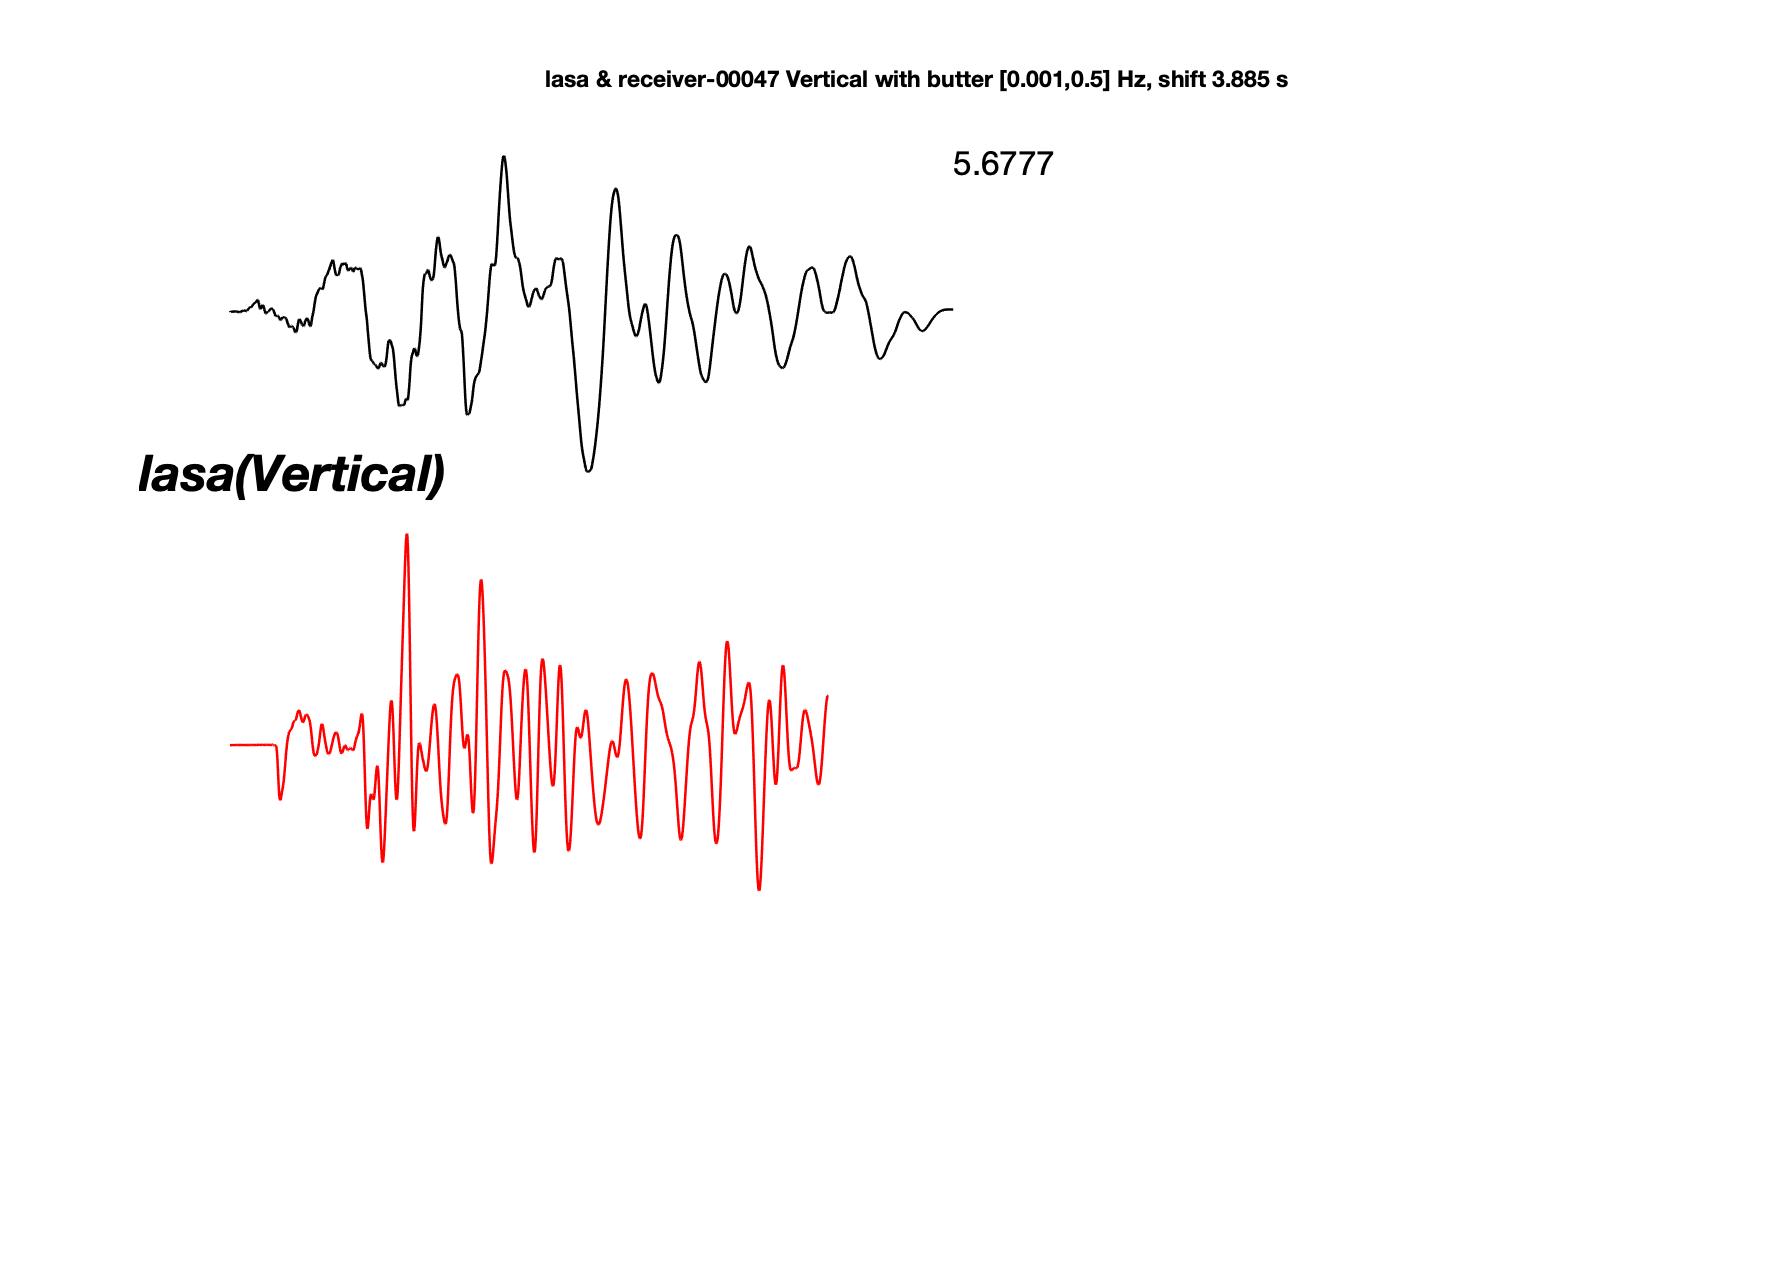 lasa & receiver-00047 Vertical with butter [0.001,0.5] Hz, shift 3.885 s
5.6777
lasa(Vertical)